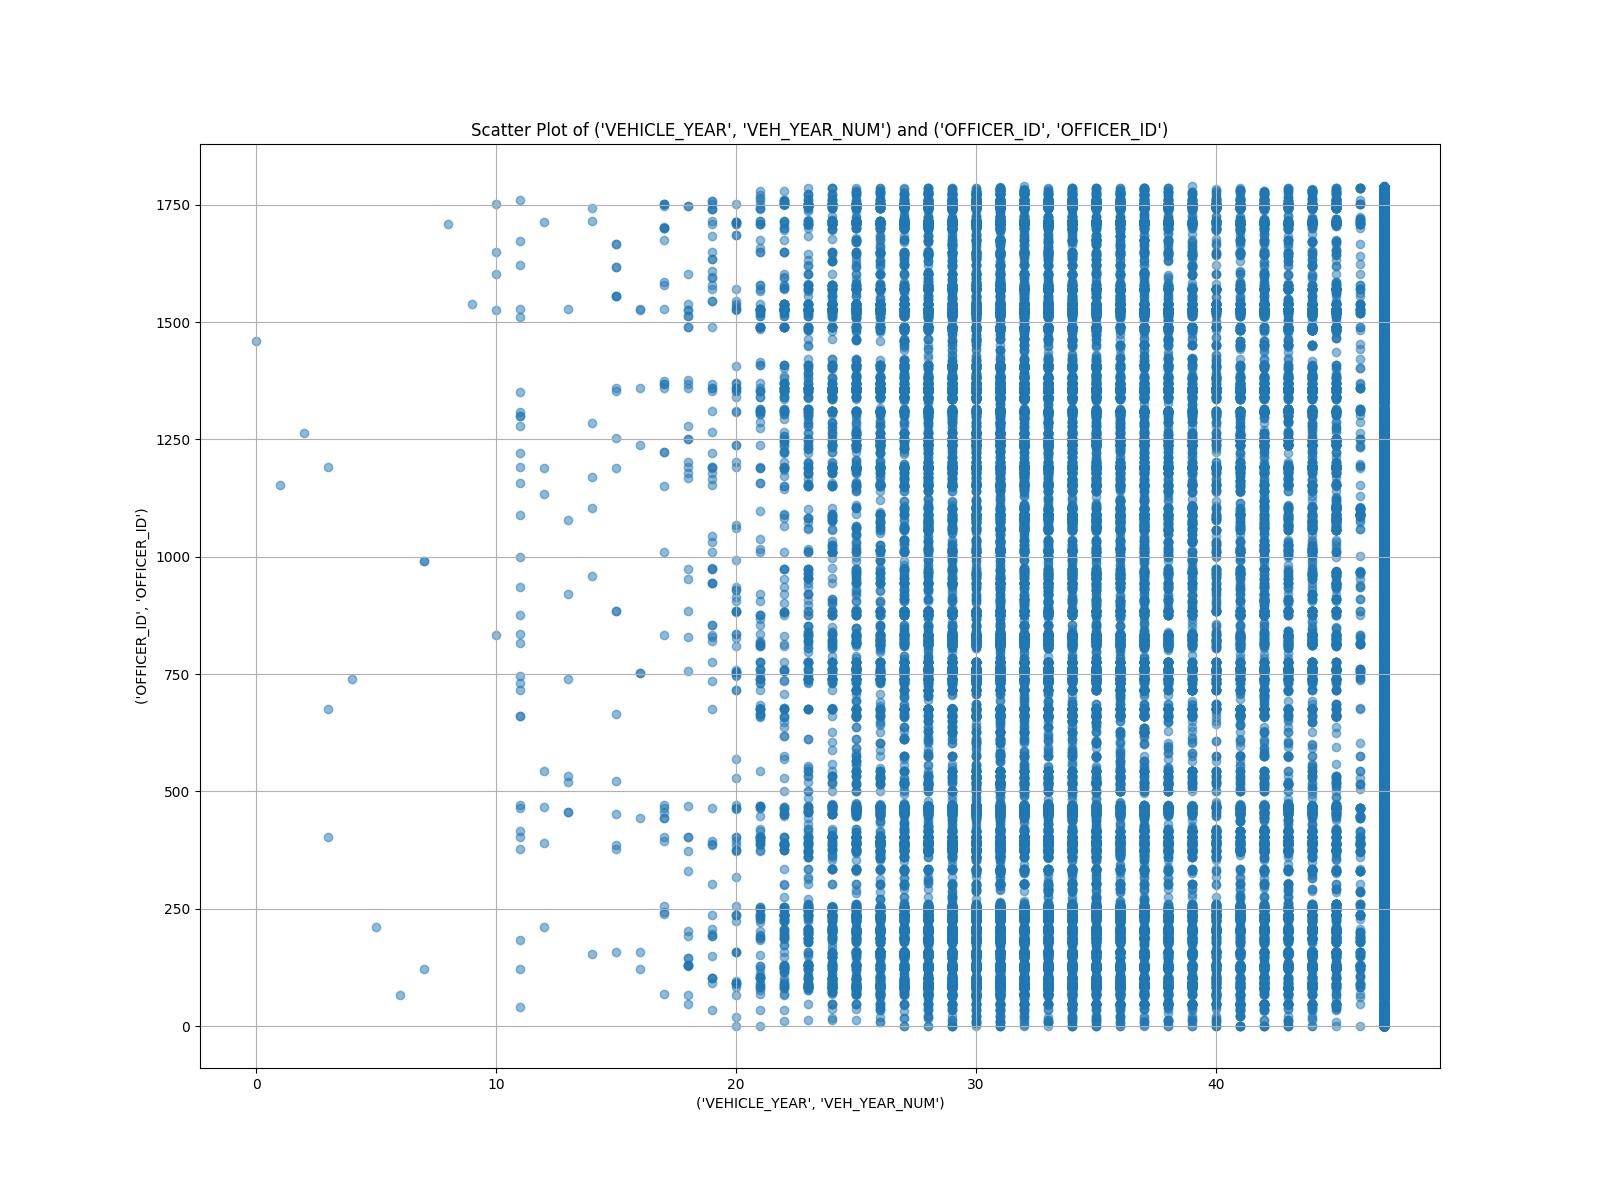 Scatter Plot of ('VEHICLE_YEAR', 'VEH_YEAR_NUM') and ('OFFICER_ID', 'OFFICER_ID')
('OFFICER_ID', 'OFFICER_ID')
1750
1500
1250
1000
750
500
250
0
0 10 20 30 40
('VEHICLE_YEAR', 'VEH_YEAR_NUM')